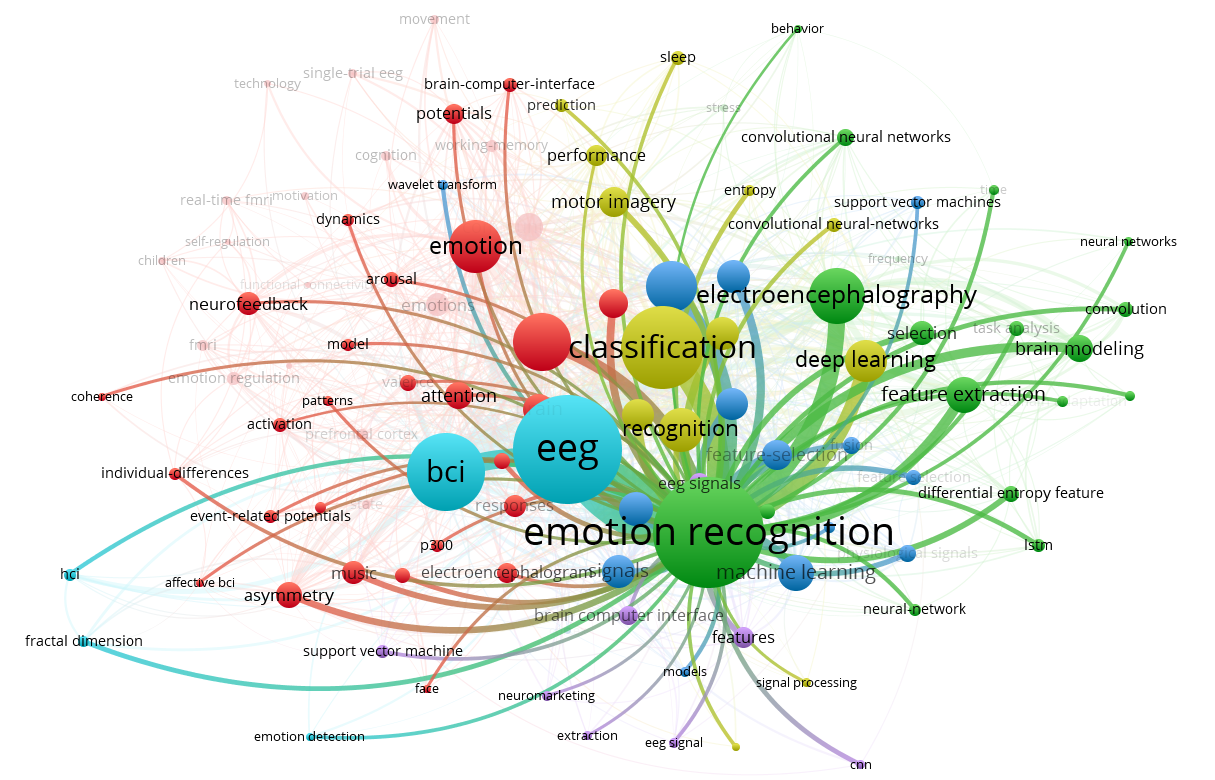 movement
behavior
sleep
single-trial eeg
technology
brain-computer-interface
prediction
stress
potentials
convolutional neural networks
working-memory
cognition
performance
wavelet transform
time
entropy
real-time fmri
motivation
motor imagery
support vector machines
dynamics
convolutional neural-networks
self-regulation
emotion
neural networks
children
frequency
arousal
functional connectivity
electroencephalography
neurofeedback
emotions
convolution
selection
task analysis
fmri
model
classification
brain modeling
deep learning
emotion regulation
valence
coherence
patterns
attention
feature extraction
brain
activation
prefrontal cortex
recognition
eeg
fusion
feature-selection
bci
individual-differences
eeg signals
feature selection
differential entropy feature
state
responses
event-related potentials
emotion recognition
p300
lstm
physiological signals
hci
affective bci
music
electroencephalogram
signals
machine learning
asymmetry
neural-network
brain computer interface
fractal dimension
features
support vector machine
models
signal processing
face
neuromarketing
emotion detection
extraction
eeg signal
cnn